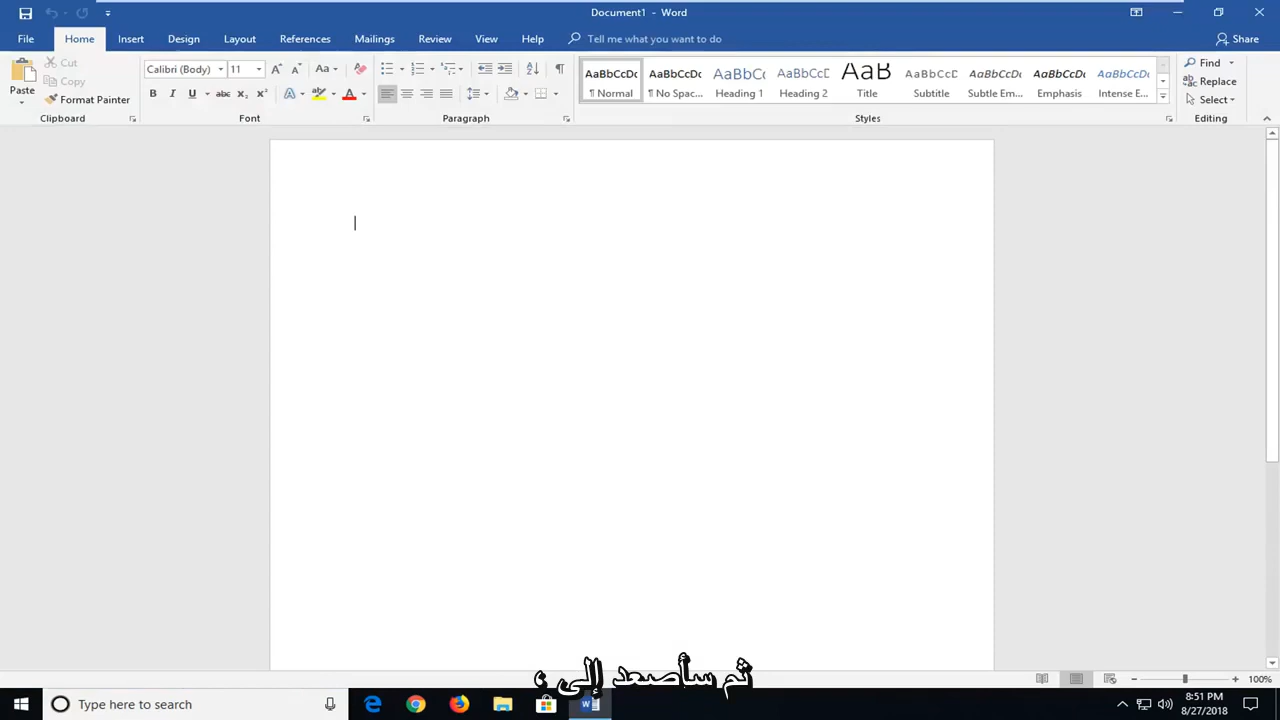 Document1 - Word
File Home Insert Design Layout References Mailings Review View Help Tell me what you want to do Share
Paste
Cut
Copy
Format Painter
Clipboard
Calibri (Body) 11
Font
Paragraph
AaBbCcDc AaBbCcDc AaBbCc AaBbCcD AaB AaBbCcD AaBbCcDc AaBbCcDc AaBbCcDc
¶ Normal ¶ No Spac... Heading 1 Heading 2 Title Subtitle Subtle Em... Emphasis Intense E...
Styles
Find
Replace
Select
Editing
ثم سأصعد إلى ،
100%
Type here to search
8:51 PM
8/27/2018